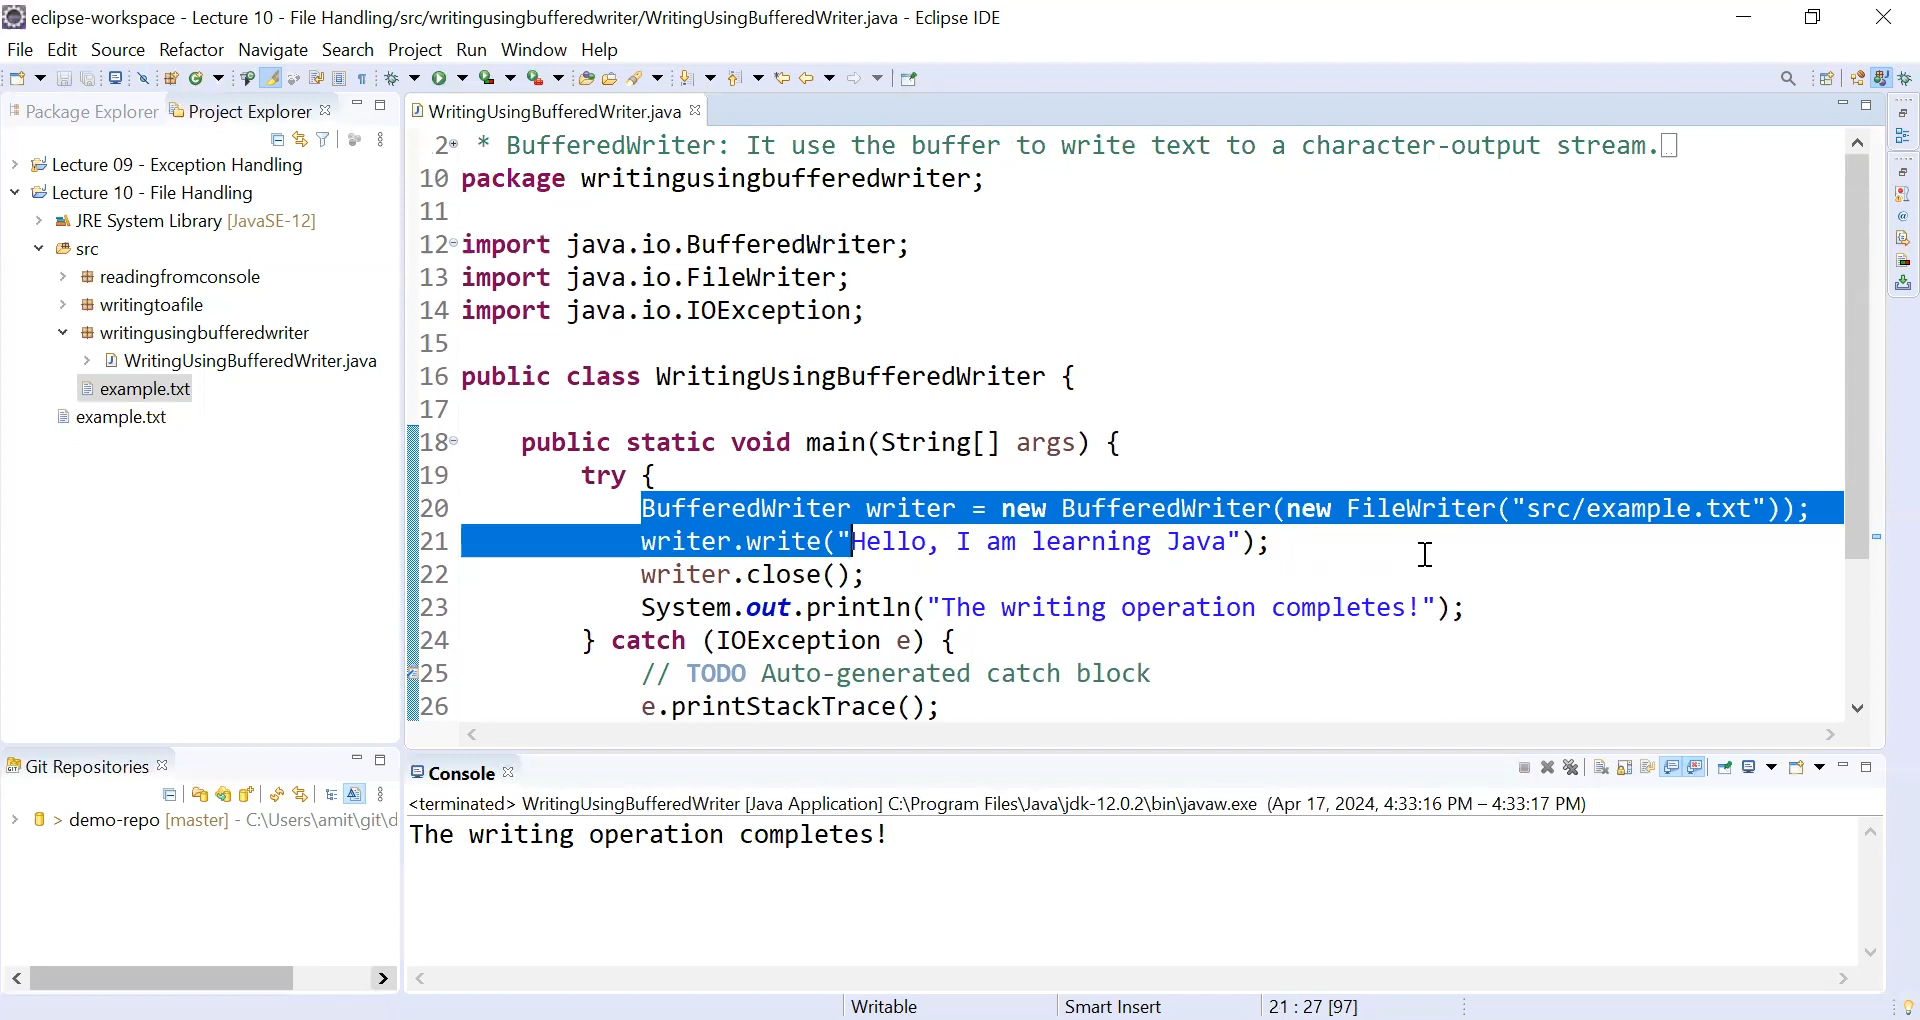 eclipse-workspace - Lecture 10 - File Handling/src/writingusingbufferedwriter/WritingUsingBufferedWriter.java - Eclipse IDE
File Edit Source Refactor Navigate Search Project Run Window Help
Package Explorer Project Explorer
Lecture 09 - Exception Handling
Lecture 10 - File Handling
JRE System Library [JavaSE-12]
src
readingfromconsole
writingtoafile
writingusingbufferedwriter
WritingUsingBufferedWriter.java
example.txt
example.txt
WritingUsingBufferedWriter.java
2 * BufferedWriter: It use the buffer to write text to a character-output stream.
10 package writingusingbufferedwriter;
11
12 import java.io.BufferedWriter;
13 import java.io.FileWriter;
14 import java.io.IOException;
15
16 public class WritingUsingBufferedWriter {
17
18 public static void main(String[] args) {
19 try {
20 BufferedWriter writer = new BufferedWriter(new FileWriter("src/example.txt"));
21 writer.write("Hello, I am learning Java");
22 writer.close();
23 System.out.println("The writing operation completes!");
24 } catch (IOException e) {
25 // TODO Auto-generated catch block
26 e.printStackTrace();
Git Repositories
> demo-repo [master] - C:\Users\amit\git\d
Console
<terminated> WritingUsingBufferedWriter [Java Application] C:\Program Files\Java\jdk-12.0.2\bin\javaw.exe (Apr 17, 2024, 4:33:16 PM – 4:33:17 PM)
The writing operation completes!
Writable Smart Insert 21 : 27 [97]